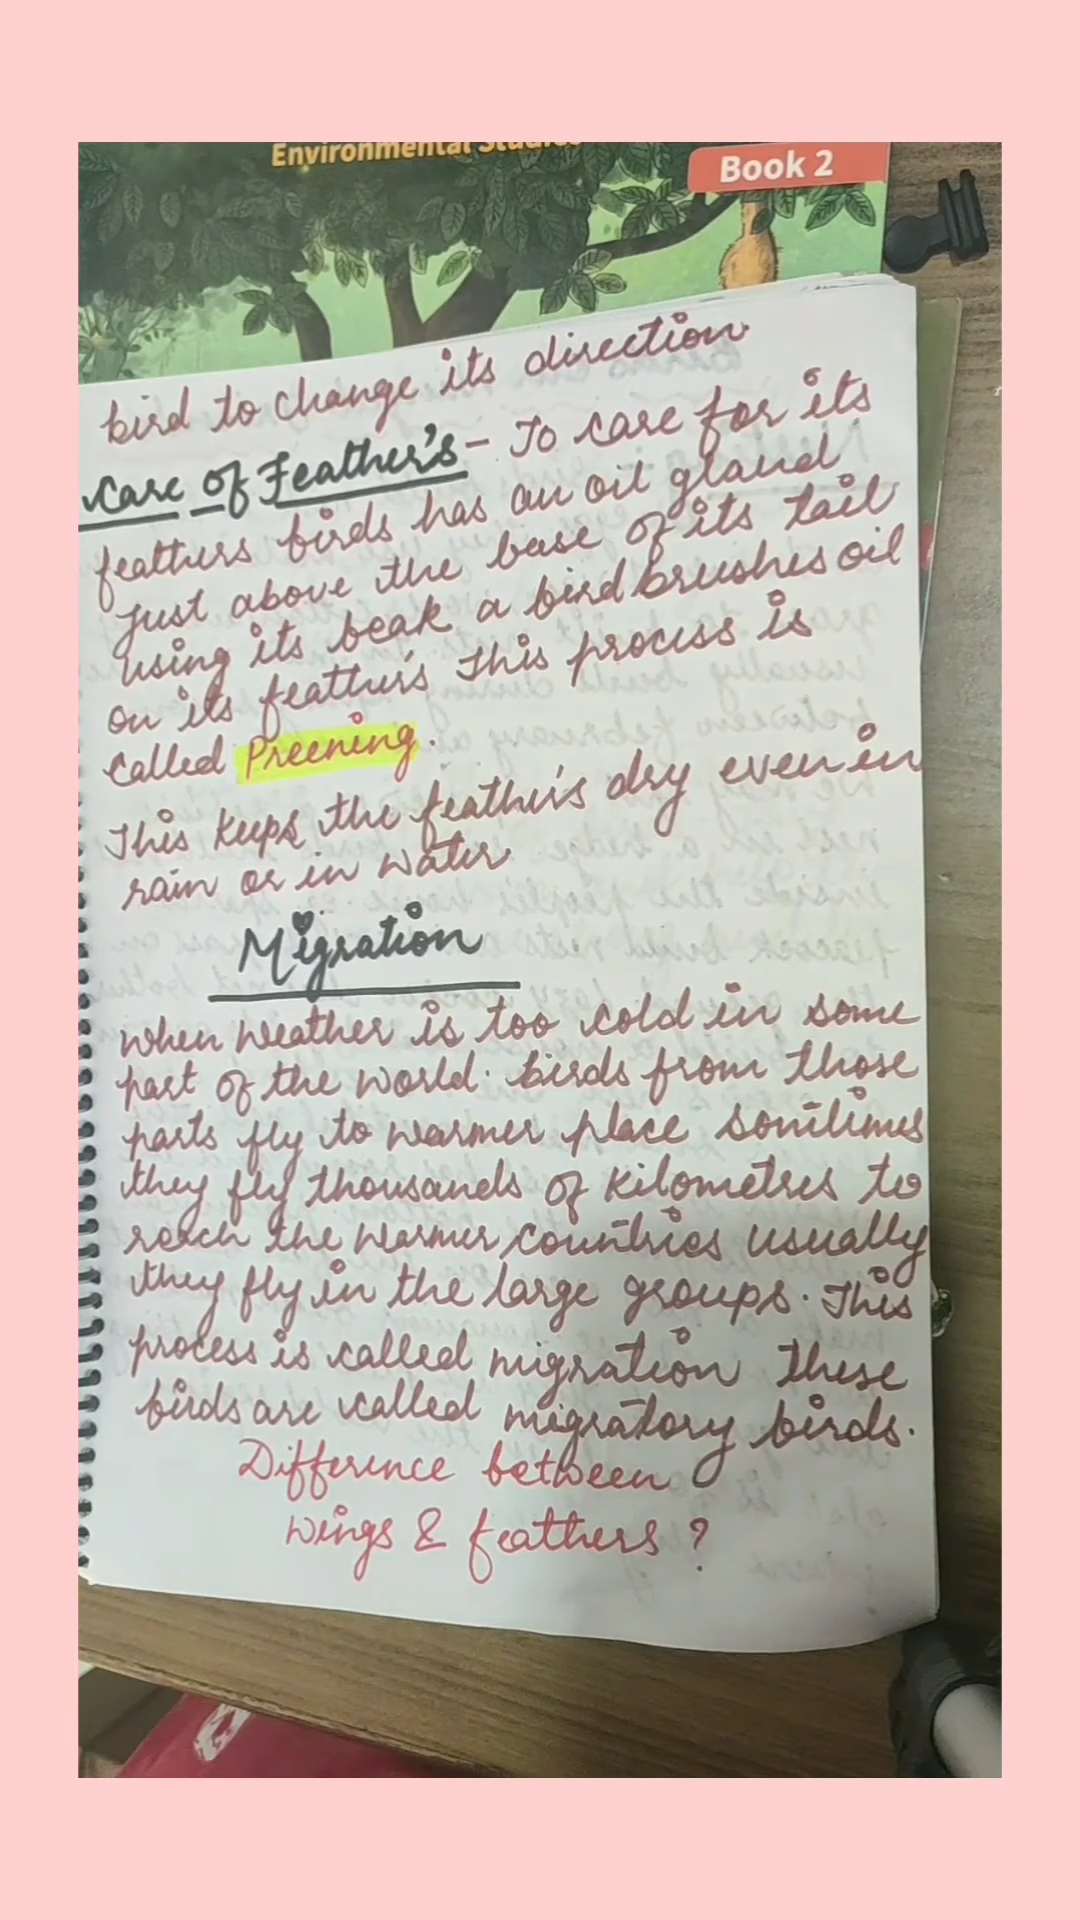 Environmental Studies
Book 2
bird to change its direction.
Care of Feather's - To care for its
feathers birds has an oil gland
Just above the base of its tail
using its beak a bird brushes oil
on its feather's This process is
called Preening.
This keeps the feather's dry even in
rain or in water
Migration
When weather is too cold in some
part of the world. birds from those
parts fly to warmer place sometimes
they fly thousands of kilometres to
reach the warmer countries usually
they fly in the large groups. This
process is called migration these
birds are called migratory birds.
Difference between
wings & feathers ?